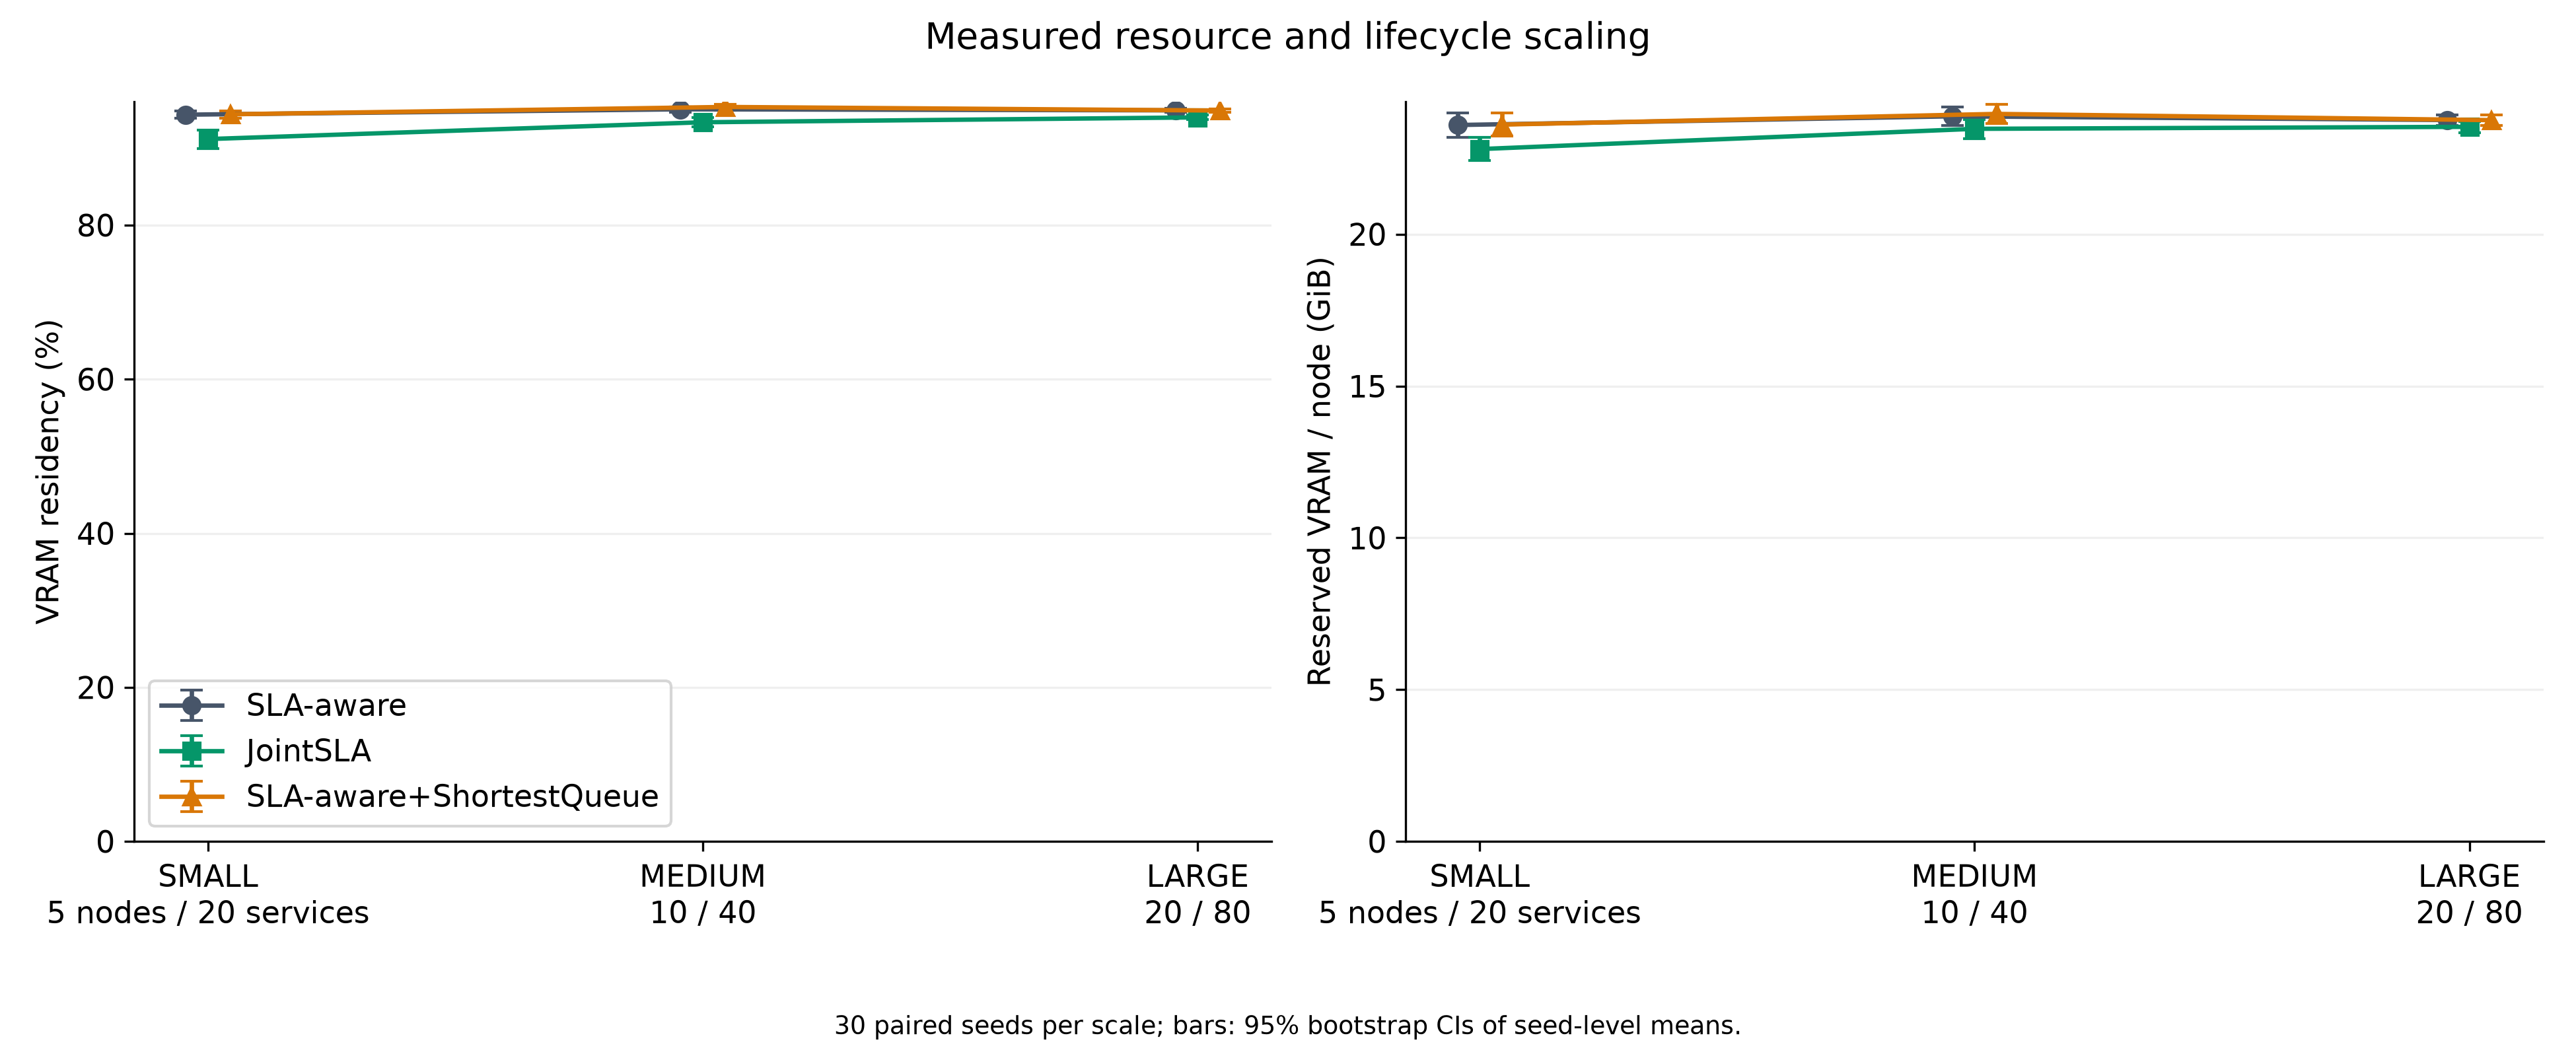 Measured resource and lifecycle scaling
VRAM residency (%)
80
60
40
20
0
SLA-aware
JointSLA
SLA-aware+ShortestQueue
SMALL
5 nodes / 20 services
MEDIUM
10 / 40
LARGE
20 / 80
Reserved VRAM / node (GiB)
20
15
10
5
0
SMALL
5 nodes / 20 services
MEDIUM
10 / 40
LARGE
20 / 80
30 paired seeds per scale; bars: 95% bootstrap CIs of seed-level means.